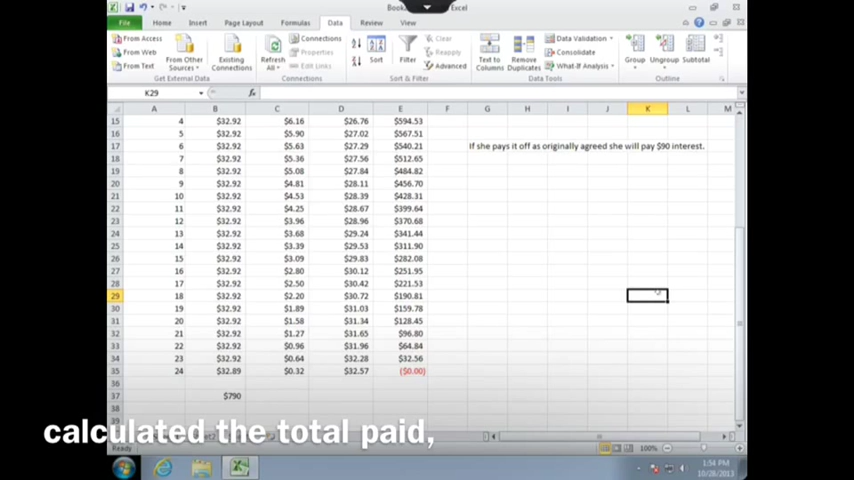 Excel
File Home Insert Page Layout Formulas Data Review View
From Access
From Web
From Text
From Other Sources
Existing Connections
Refresh All
Connections
Properties
Edit Links
Sort
Filter
Clear
Reapply
Advanced
Text to Columns
Remove Duplicates
Data Validation
Consolidate
What-If Analysis
Group
Ungroup
Subtotal
Get External Data Connections Sort & Filter Data Tools Outline
K29 fx
A B C D E F G H I J K L M
15 4 $32.92 $6.16 $26.76 $594.53
16 5 $32.92 $5.90 $27.02 $567.51
17 6 $32.92 $5.63 $27.29 $540.21 If she pays it off as originally agreed she will pay $90 interest.
18 7 $32.92 $5.36 $27.56 $512.65
19 8 $32.92 $5.08 $27.84 $484.82
20 9 $32.92 $4.81 $28.11 $456.70
21 10 $32.92 $4.53 $28.39 $428.31
22 11 $32.92 $4.25 $28.67 $399.64
23 12 $32.92 $3.96 $28.96 $370.68
24 13 $32.92 $3.68 $29.24 $341.44
25 14 $32.92 $3.39 $29.53 $311.90
26 15 $32.92 $3.09 $29.83 $282.08
27 16 $32.92 $2.80 $30.12 $251.95
28 17 $32.92 $2.50 $30.42 $221.53
29 18 $32.92 $2.20 $30.72 $190.81
30 19 $32.92 $1.89 $31.03 $159.78
31 20 $32.92 $1.58 $31.34 $128.45
32 21 $32.92 $1.27 $31.65 $96.80
33 22 $32.92 $0.96 $31.96 $64.84
34 23 $32.92 $0.64 $32.28 $32.56
35 24 $32.89 $0.32 $32.57 ($0.00)
36
37 $790
38
39
calculated the total paid,
Ready 100%
1:54 PM
10/28/2013